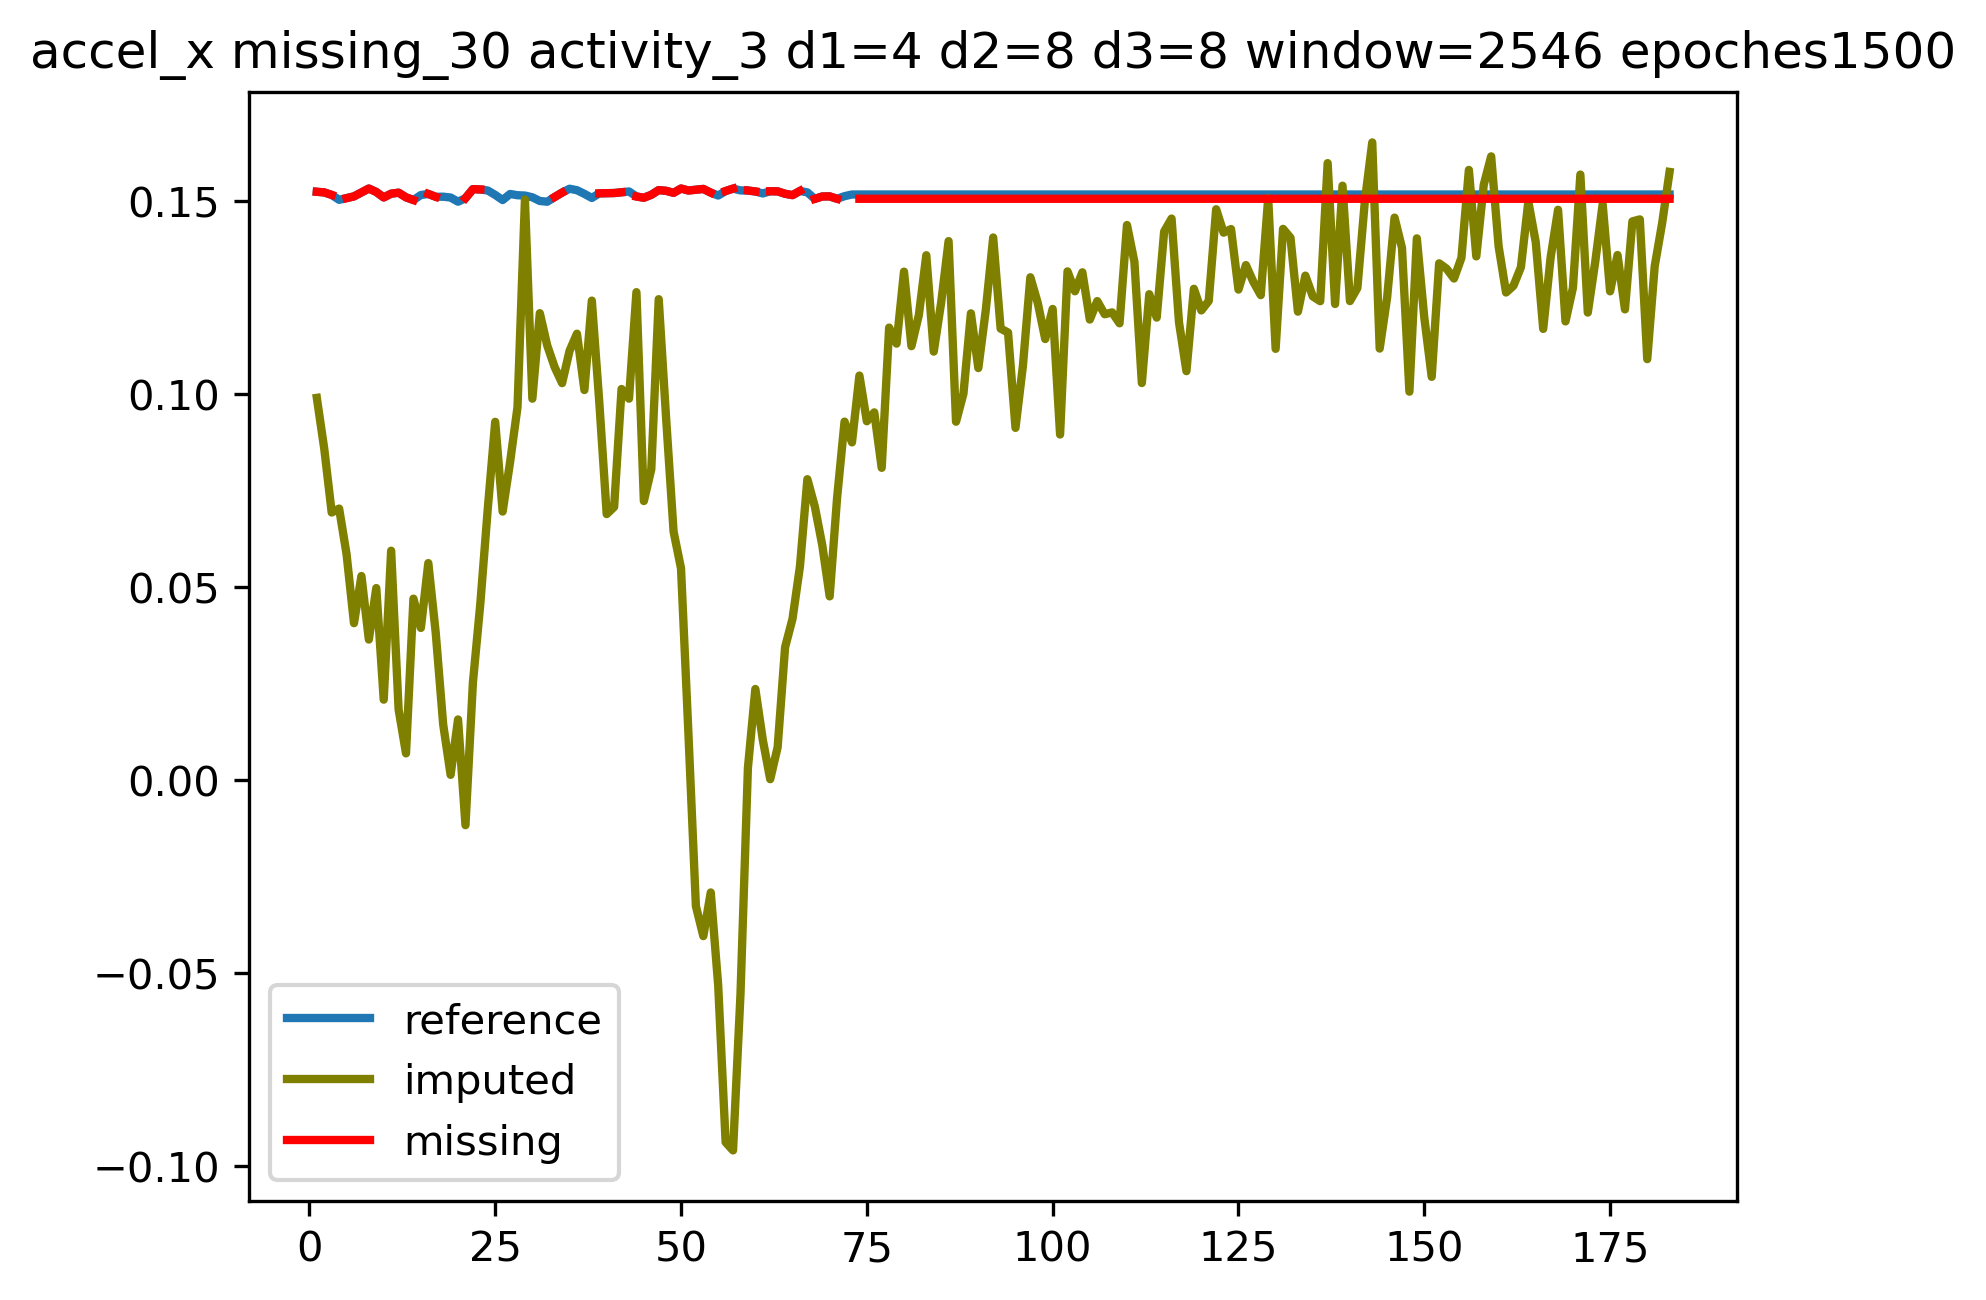 accel_x missing_30 activity_3 d1=4 d2=8 d3=8 window=2546 epoches1500
0.15
0.10
0.05
0.00
−0.05
−0.10
reference
imputed
missing
0 25 50 75 100 125 150 175